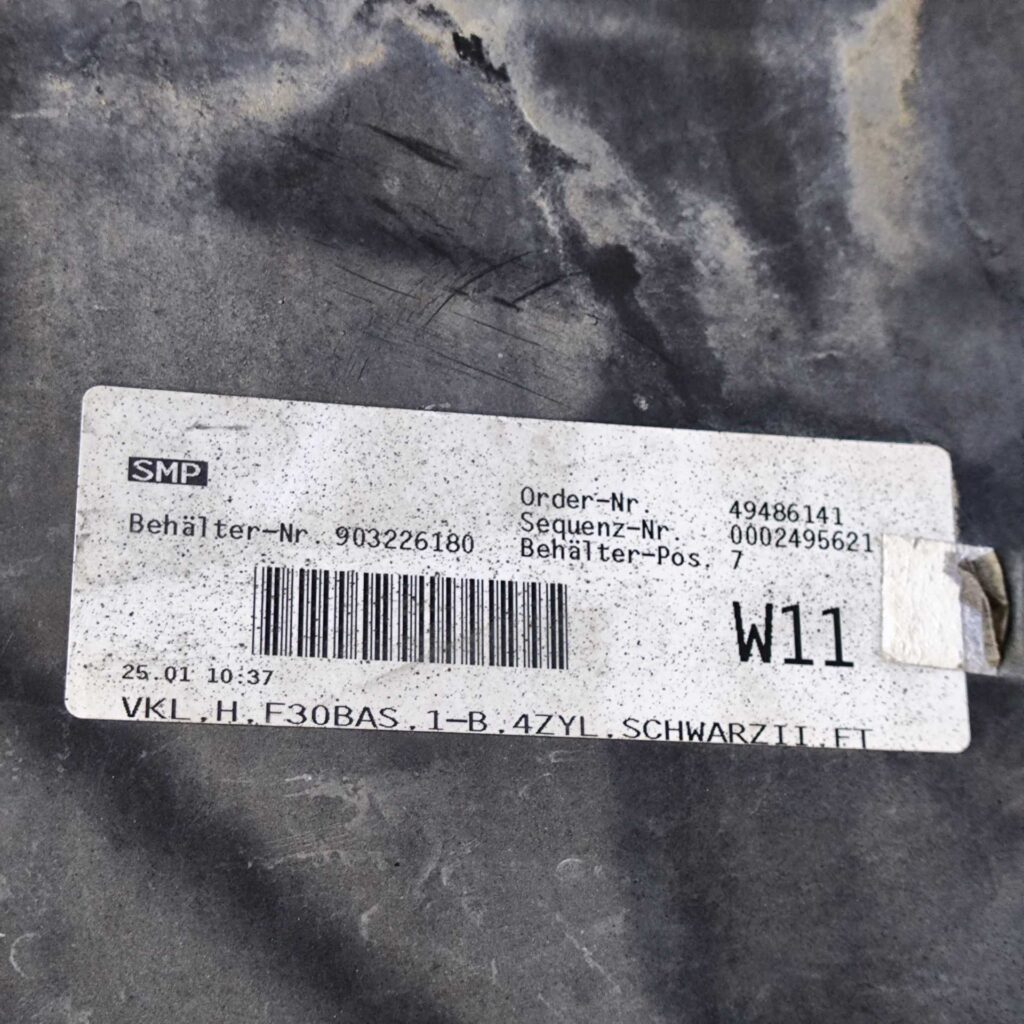 SMP
Behälter-Nr. 903226180
Order-Nr. 49486141
Sequenz-Nr. 0002495621
Behälter-Pos. 7
W11
25.01 10:37
VKL.H.F30BAS.1-B.4ZYL.SCHWARZII.FT